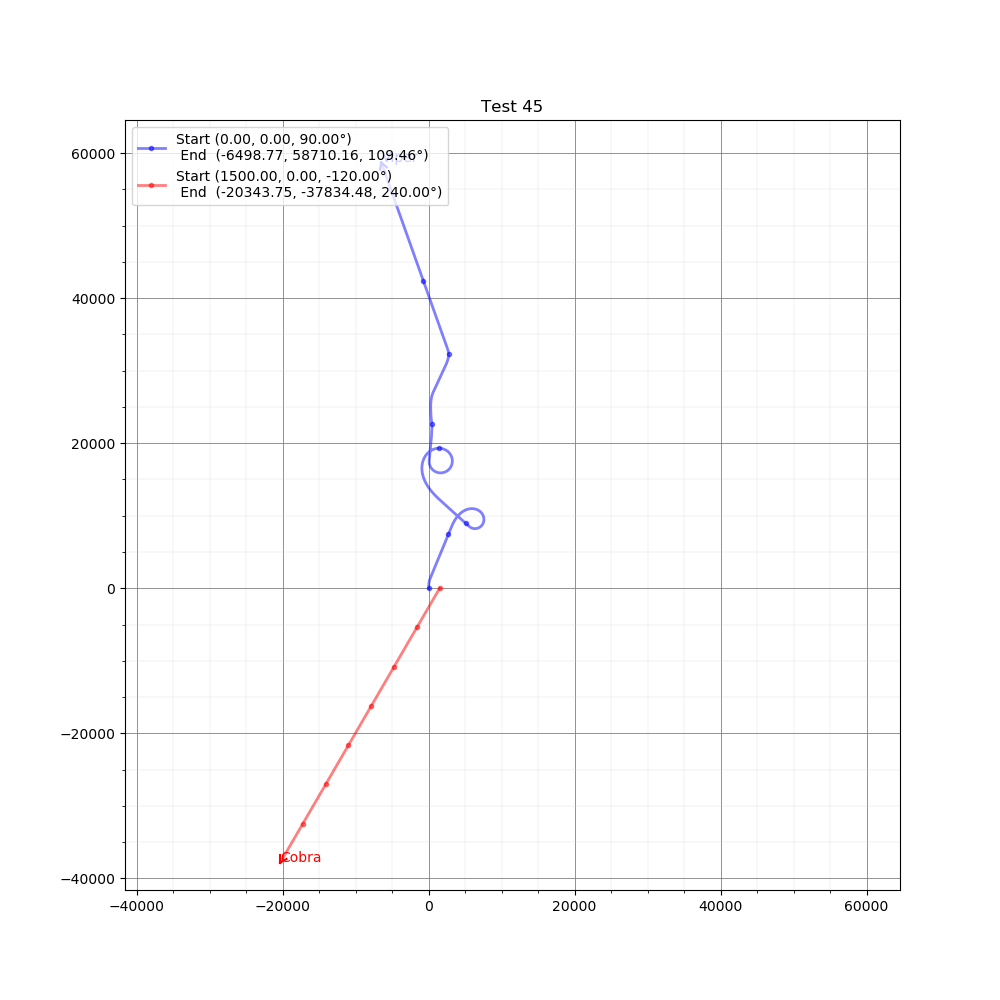 Test 45
Start (0.00, 0.00, 90.00°)
End (-6498.77, 58710.16, 109.46°)
Start (1500.00, 0.00, -120.00°)
End (-20343.75, -37834.48, 240.00°)
60000
40000
20000
0
−20000
−40000
Cobra
−40000
−20000
0
20000
40000
60000